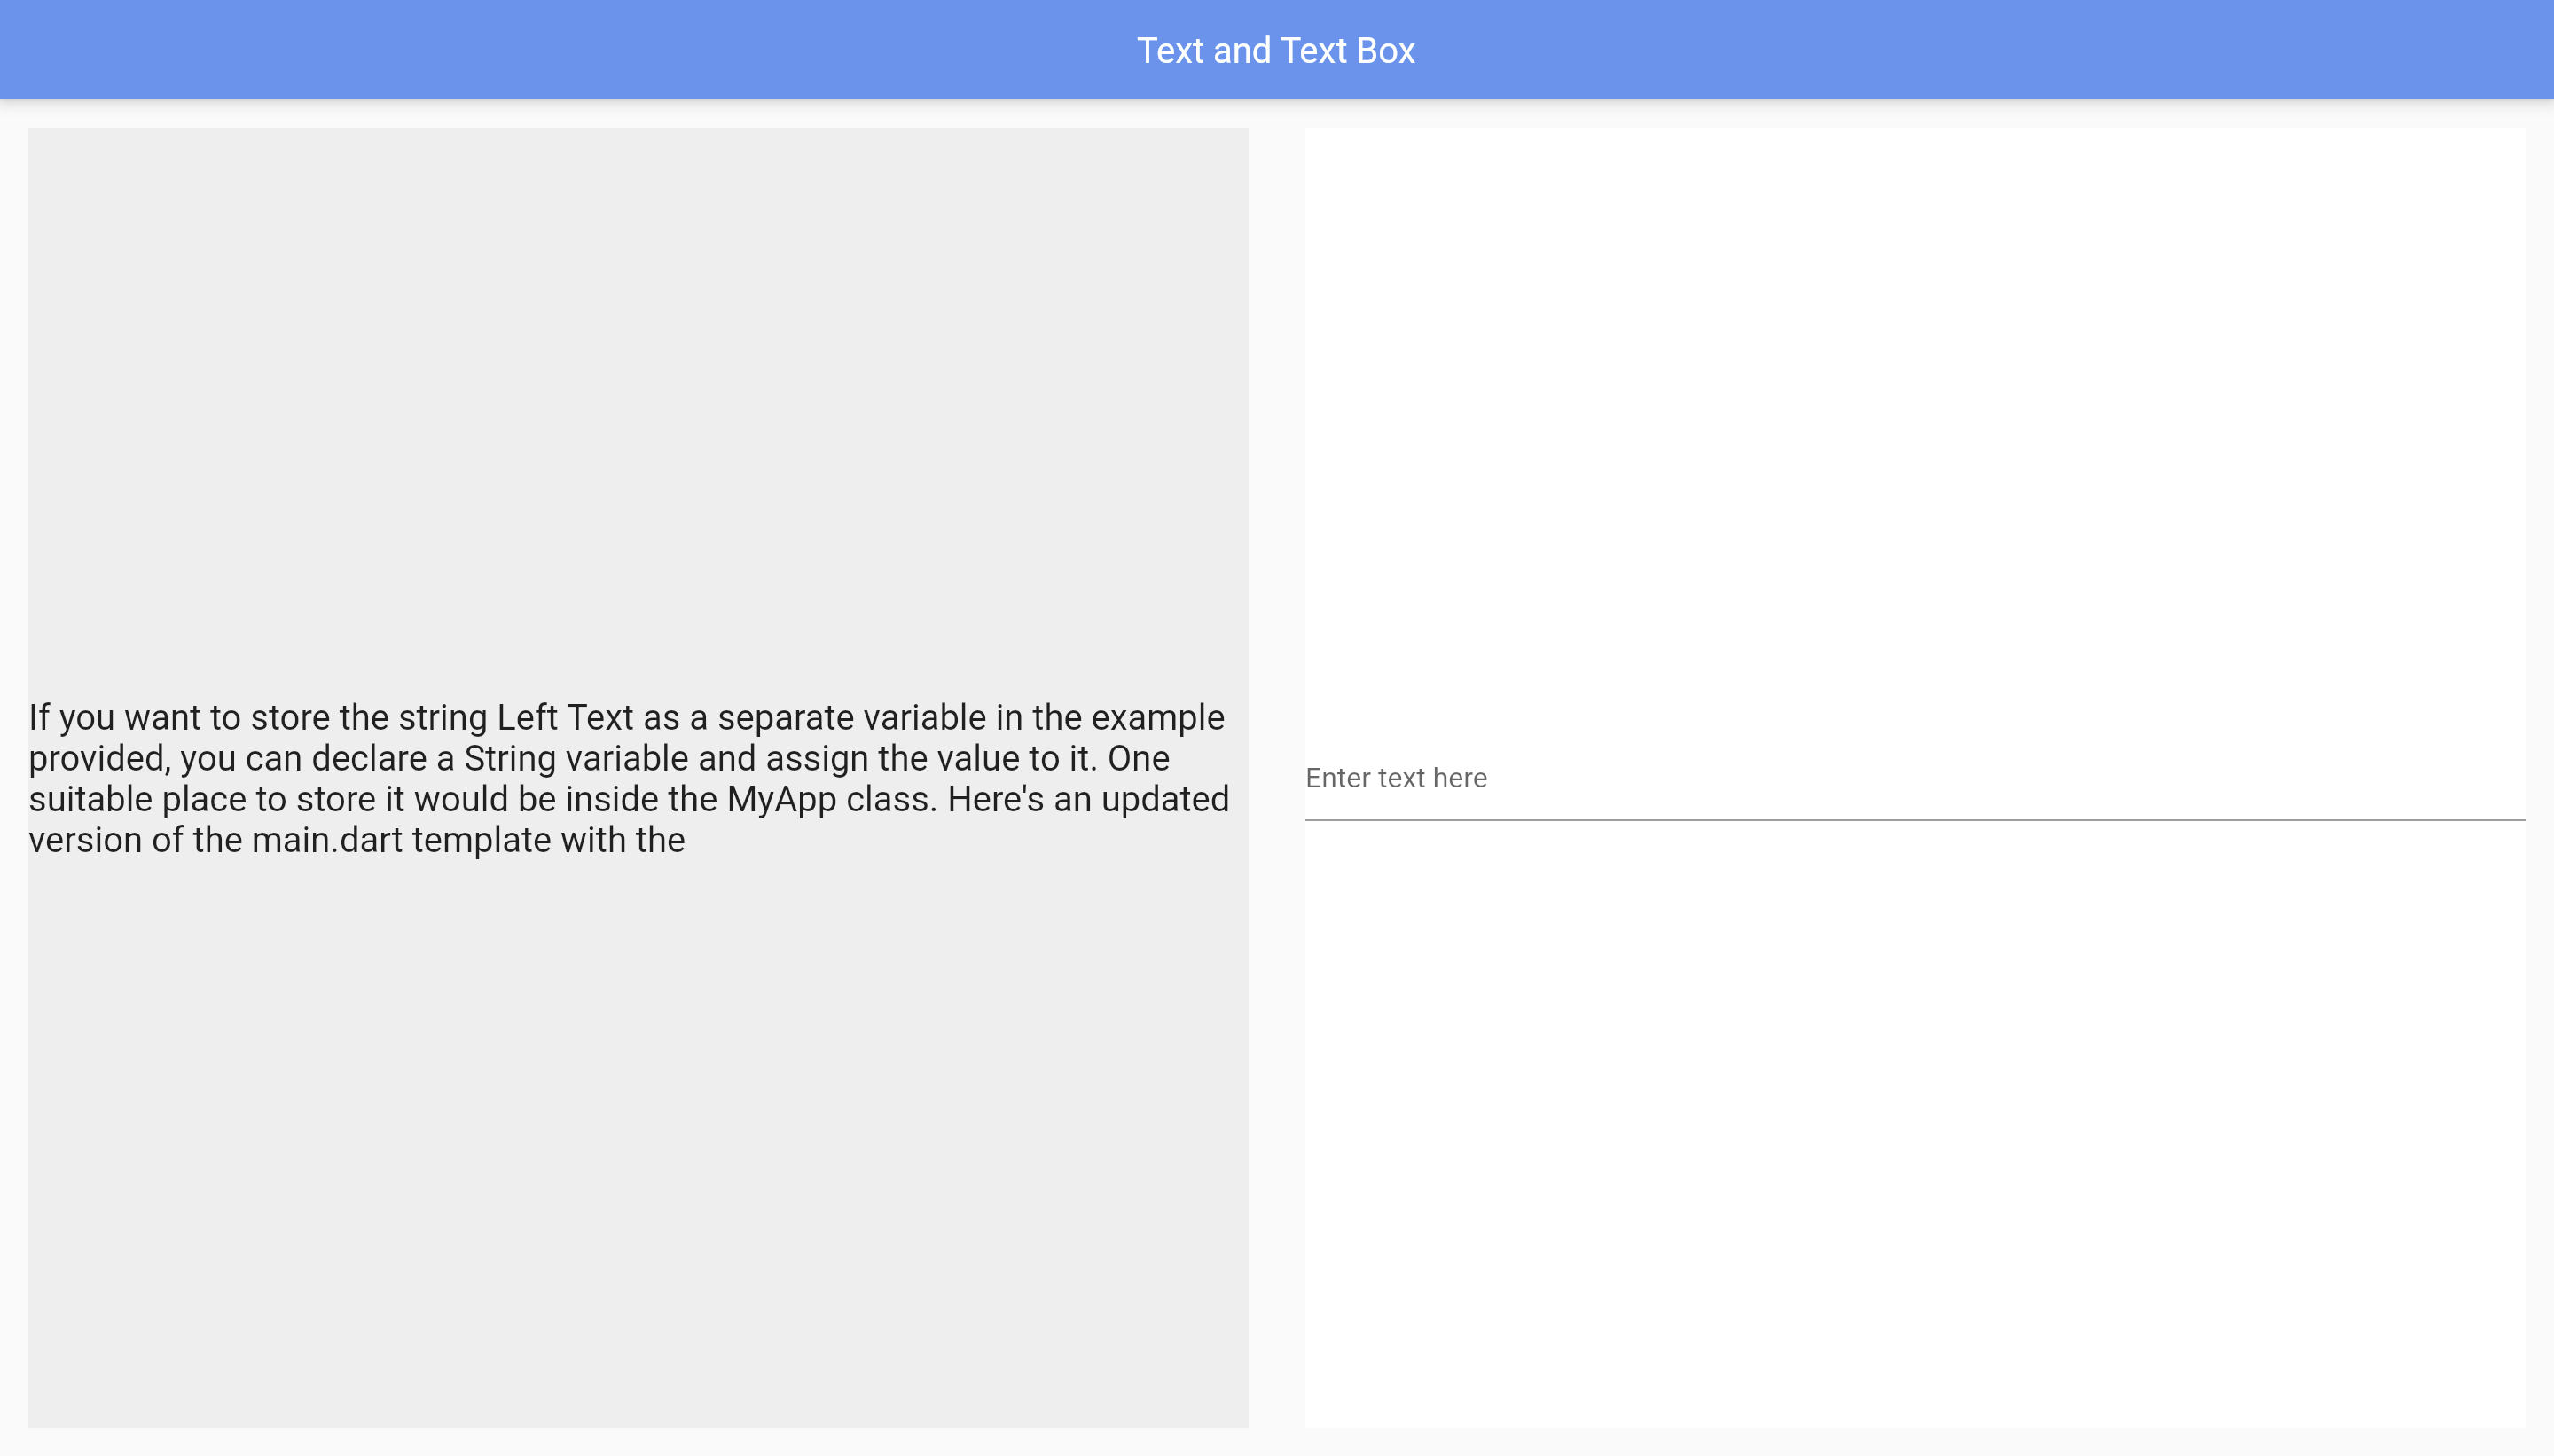 Text and Text Box
If you want to store the string Left Text as a separate variable in the example
provided, you can declare a String variable and assign the value to it. One
suitable place to store it would be inside the MyApp class. Here's an updated
version of the main.dart template with the
Enter text here